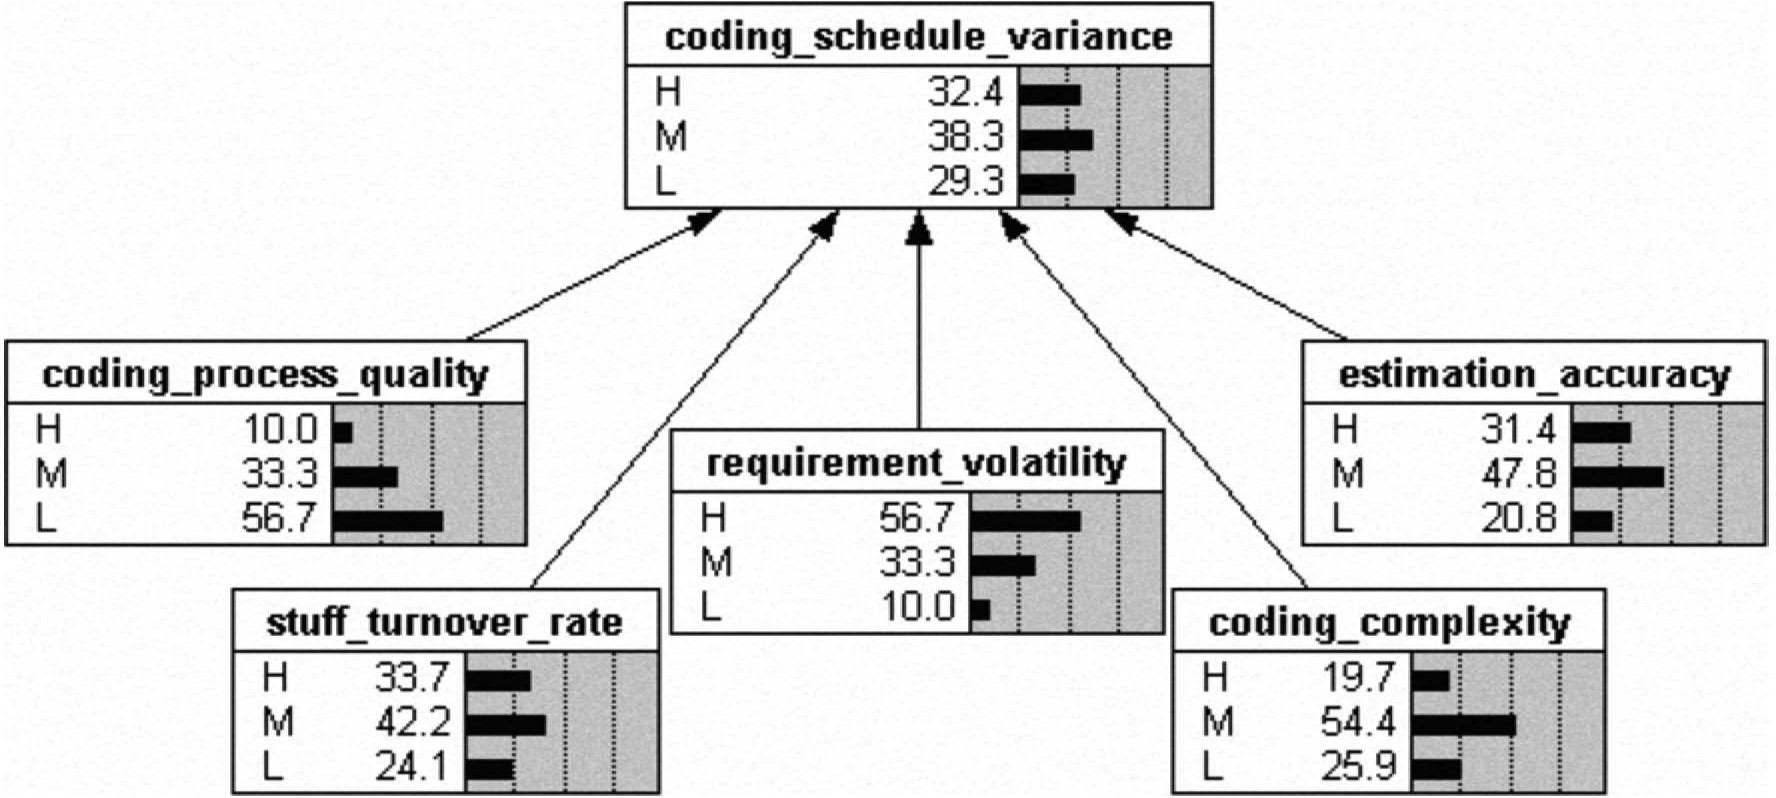 coding_schedule_variance
H 32.4
M 38.3
L 29.3
coding_process_quality
H 10.0
M 33.3
L 56.7
estimation_accuracy
H 31.4
M 47.8
L 20.8
requirement_volatility
H 56.7
M 33.3
L 10.0
stuff_turnover_rate
H 33.7
M 42.2
L 24.1
coding_complexity
H 19.7
M 54.4
L 25.9